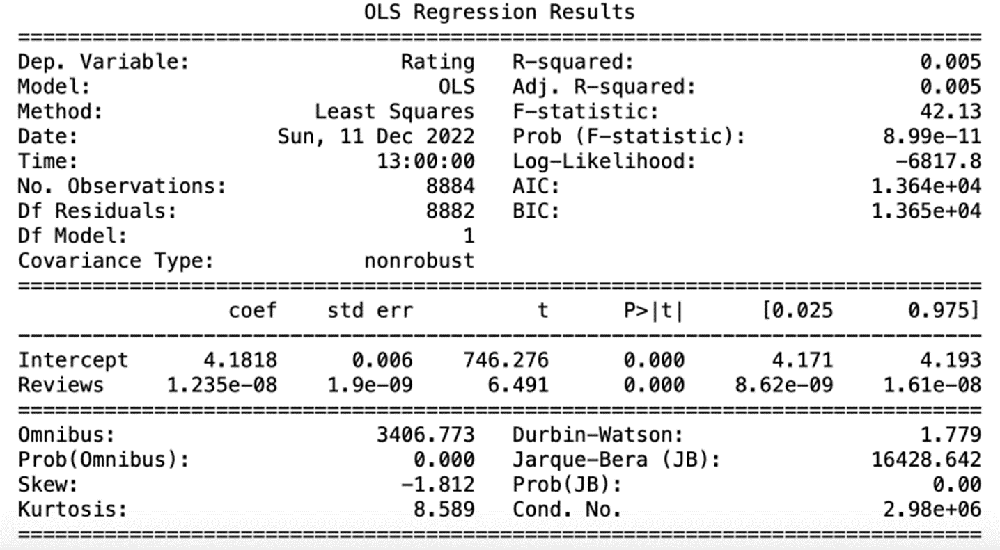 OLS Regression Results
==============================================================================
Dep. Variable:                 Rating   R-squared:                       0.005
Model:                            OLS   Adj. R-squared:                  0.005
Method:                 Least Squares   F-statistic:                     42.13
Date:                Sun, 11 Dec 2022   Prob (F-statistic):           8.99e-11
Time:                        13:00:00   Log-Likelihood:                -6817.8
No. Observations:                8884   AIC:                         1.364e+04
Df Residuals:                    8882   BIC:                         1.365e+04
Df Model:                           1
Covariance Type:            nonrobust
==============================================================================
                 coef    std err          t      P>|t|      [0.025      0.975]
------------------------------------------------------------------------------
Intercept      4.1818      0.006    746.276      0.000       4.171       4.193
Reviews     1.235e-08    1.9e-09      6.491      0.000    8.62e-09    1.61e-08
==============================================================================
Omnibus:                     3406.773   Durbin-Watson:                   1.779
Prob(Omnibus):                  0.000   Jarque-Bera (JB):            16428.642
Skew:                          -1.812   Prob(JB):                         0.00
Kurtosis:                       8.589   Cond. No.                     2.98e+06
==============================================================================